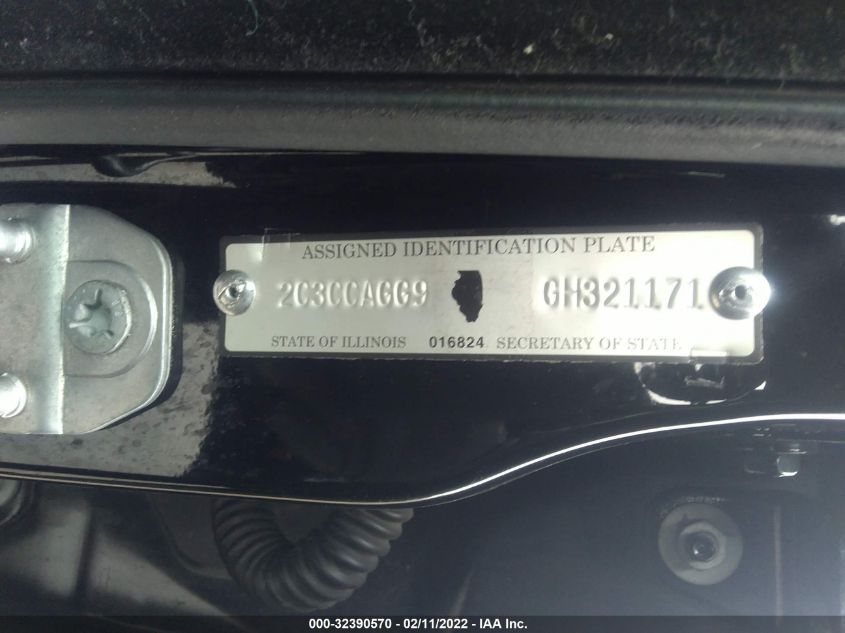 ASSIGNED IDENTIFICATION PLATE
2C3CCAGG9 GH321171
STATE OF ILLINOIS 016824 SECRETARY OF STATE
000-32390570 - 02/11/2022 - IAA Inc.